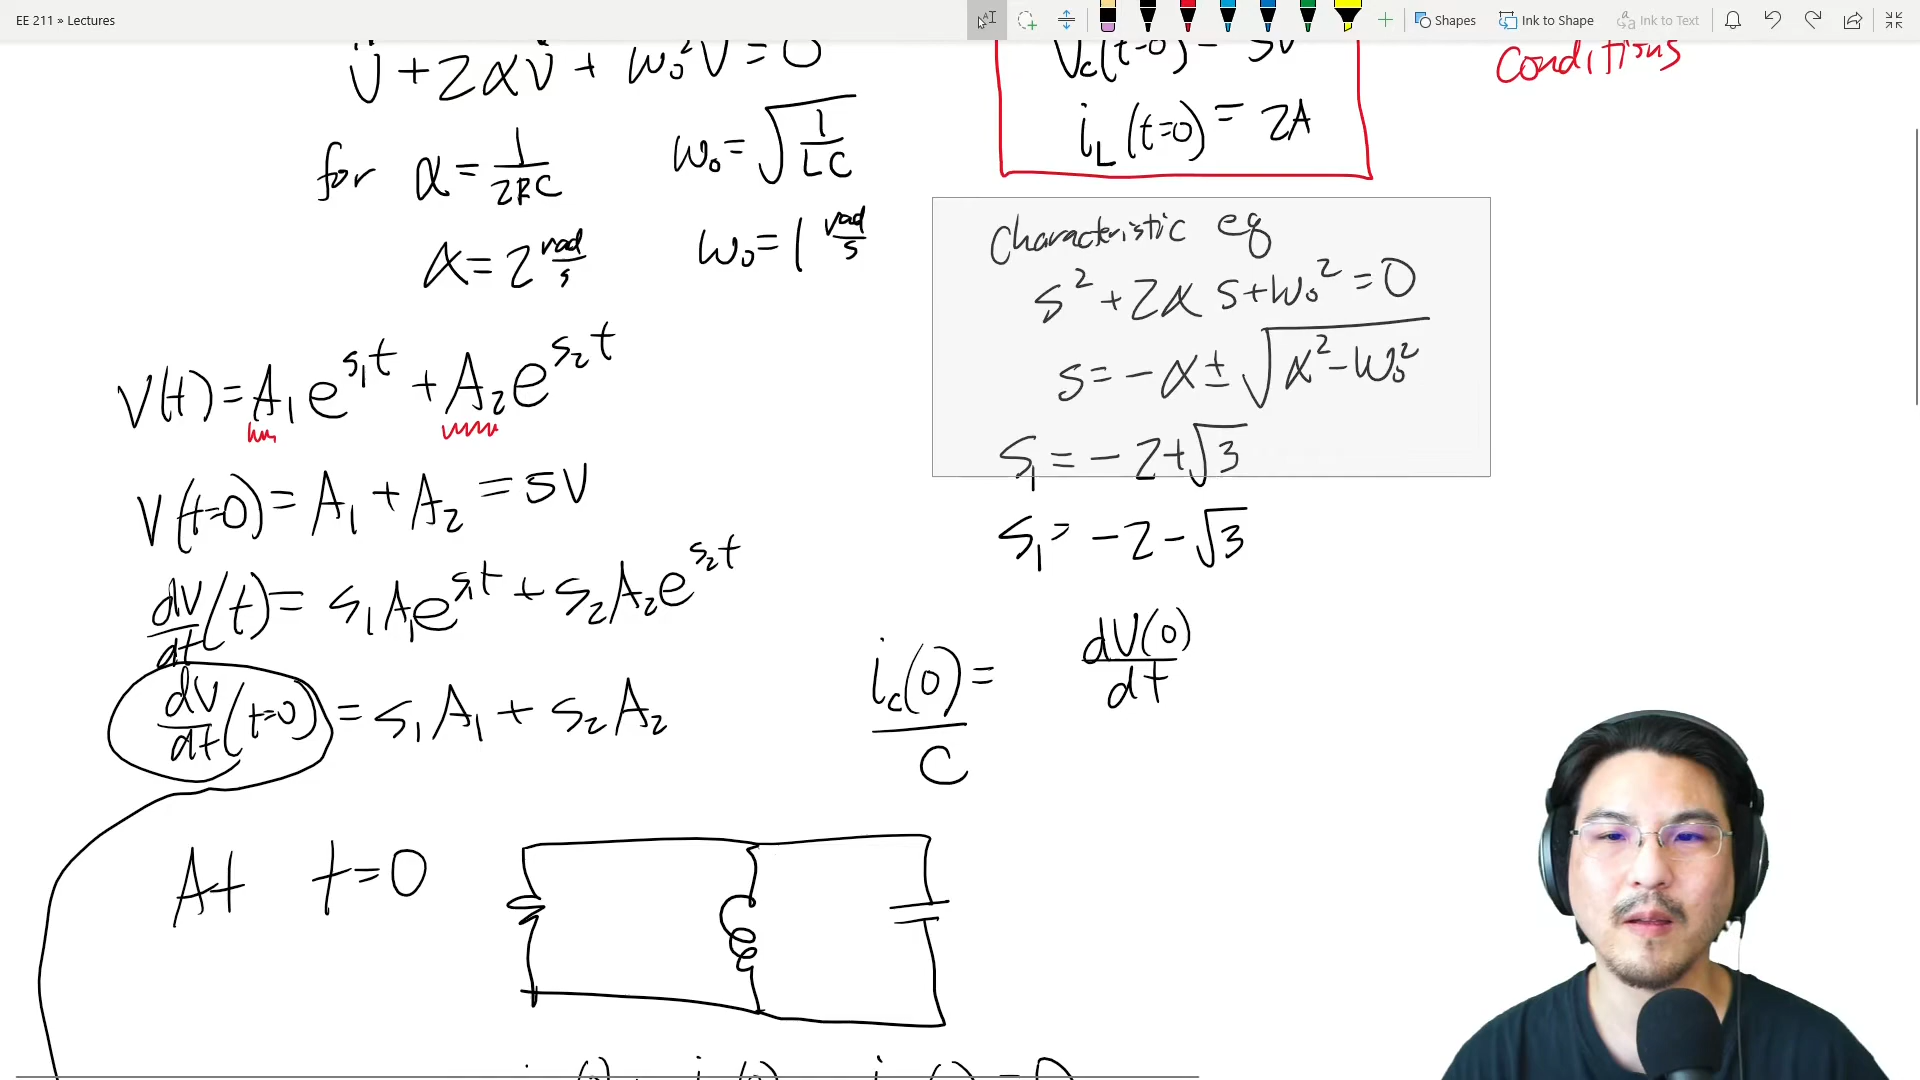 EE 211 » Lectures
Shapes
Ink to Shape
Ink to Text
v̈ + 2αv̇ + ω₀²v = 0
for α = 1/2RC
ω₀ = √(1/LC)
α = 2 rad/s
ω₀ = 1 rad/s
Vc(t=0) = 5V
iL(t=0) = 2A
Conditions
Characteristic eq
s² + 2α s + ω₀² = 0
s = -α ± √(α² - ω₀²)
s₁ = -2 + √3
s₁ = -2 - √3
V(t) = A₁e^(s₁t) + A₂e^(s₂t)
V(t=0) = A₁ + A₂ = 5V
dv/dt(t) = s₁A₁e^(s₁t) + s₂A₂e^(s₂t)
dv/dt(t=0) = s₁A₁ + s₂A₂
ic(0)/C = dV(0)/dt
At t=0